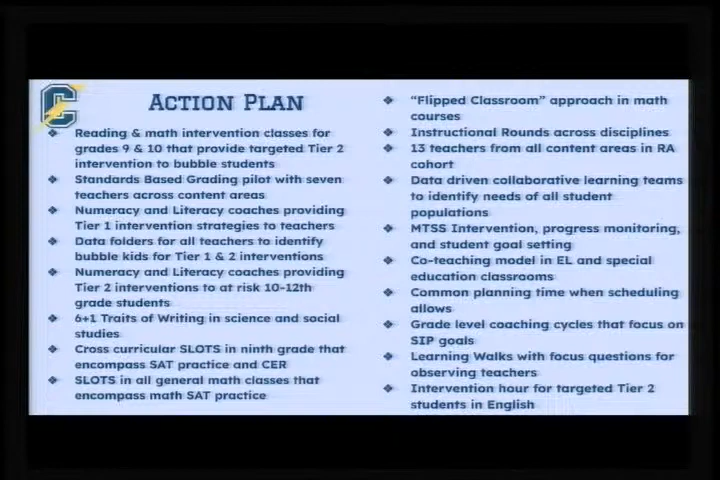 C
ACTION PLAN
❖ Reading & math intervention classes for
grades 9 & 10 that provide targeted Tier 2
intervention to bubble students
❖ Standards Based Grading pilot with seven
teachers across content areas
❖ Numeracy and Literacy coaches providing
Tier 1 intervention strategies to teachers
❖ Data folders for all teachers to identify
bubble kids for Tier 1 & 2 interventions
❖ Numeracy and Literacy coaches providing
Tier 2 interventions to at risk 10-12th
grade students
❖ 6+1 Traits of Writing in science and social
studies
❖ Cross curricular SLOTS in ninth grade that
encompass SAT practice and CER
❖ SLOTS in all general math classes that
encompass math SAT practice
❖ “Flipped Classroom” approach in math
courses
❖ Instructional Rounds across disciplines
❖ 13 teachers from all content areas in RA
cohort
❖ Data driven collaborative learning teams
to identify needs of all student
populations
❖ MTSS Intervention, progress monitoring,
and student goal setting
❖ Co-teaching model in EL and special
education classrooms
❖ Common planning time when scheduling
allows
❖ Grade level coaching cycles that focus on
SIP goals
❖ Learning Walks with focus questions for
observing teachers
❖ Intervention hour for targeted Tier 2
students in English